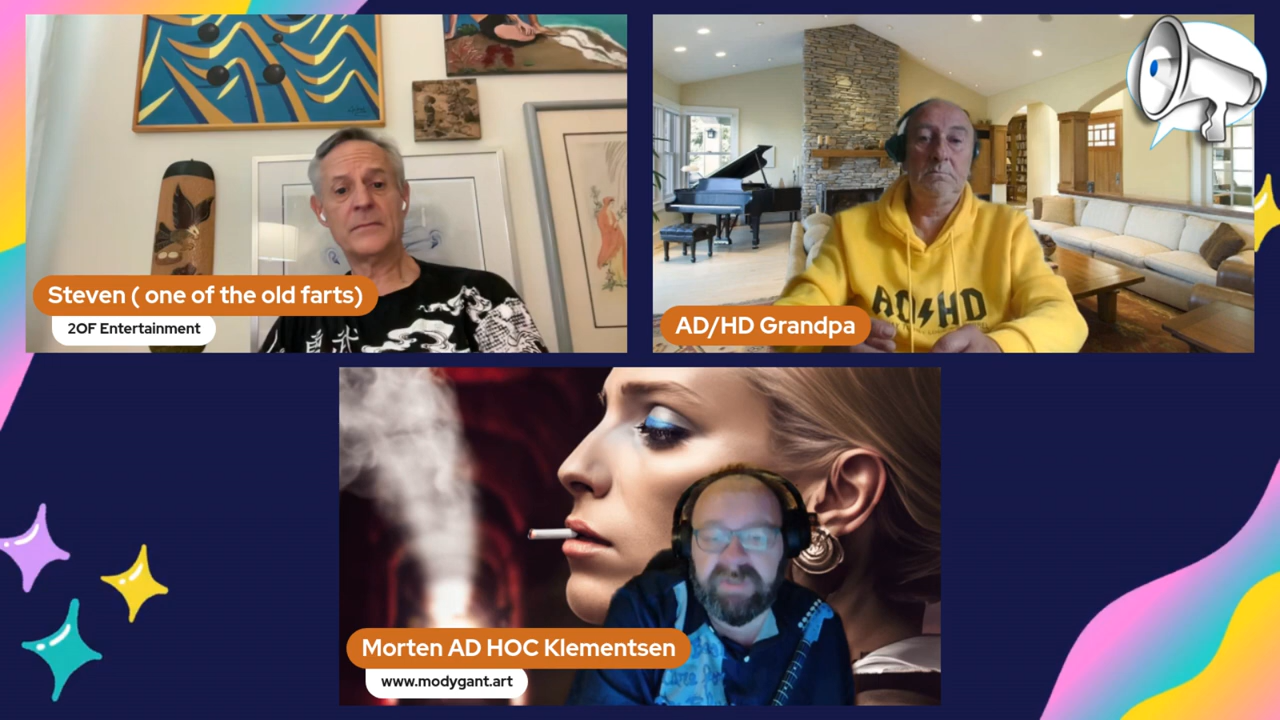 Steven ( one of the old farts)
2OF Entertainment
AD/HD
AD/HD Grandpa
Morten AD HOC Klementsen
www.modygant.art